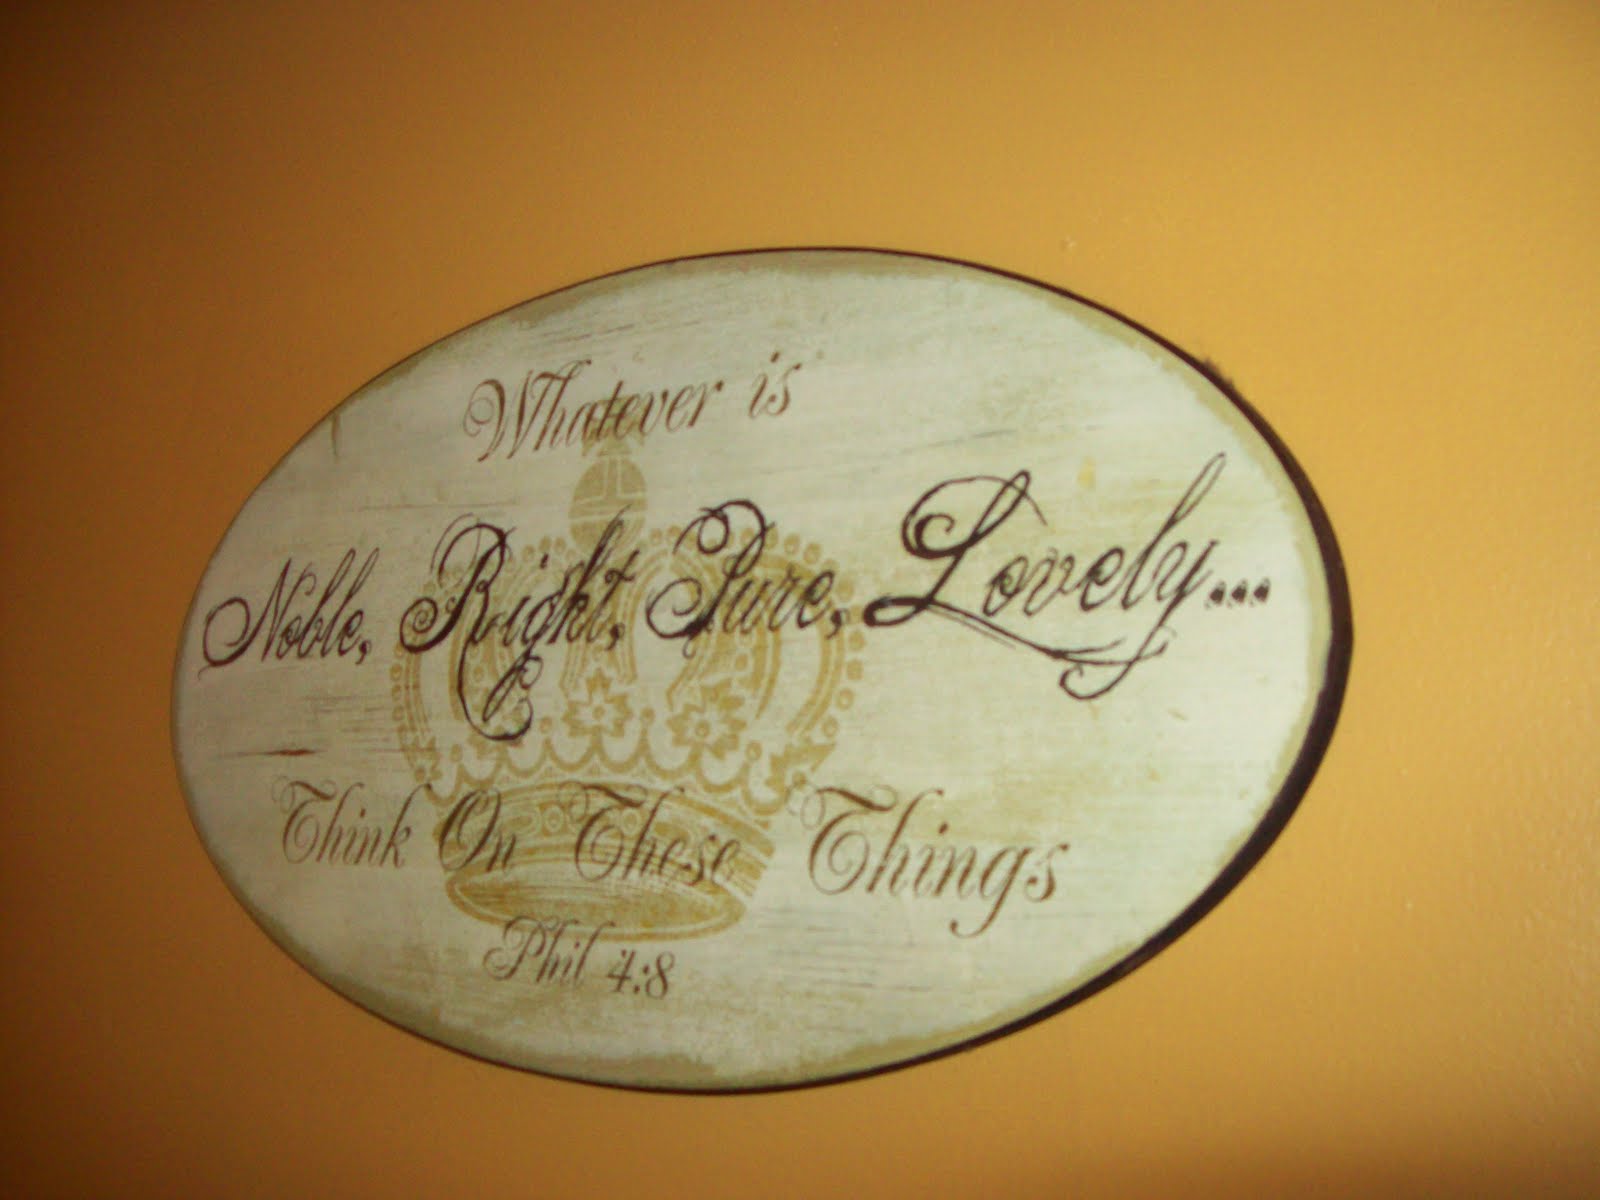 Whatever is
Noble, Right, Pure, Lovely...
Think On These Things
Phil 4:8